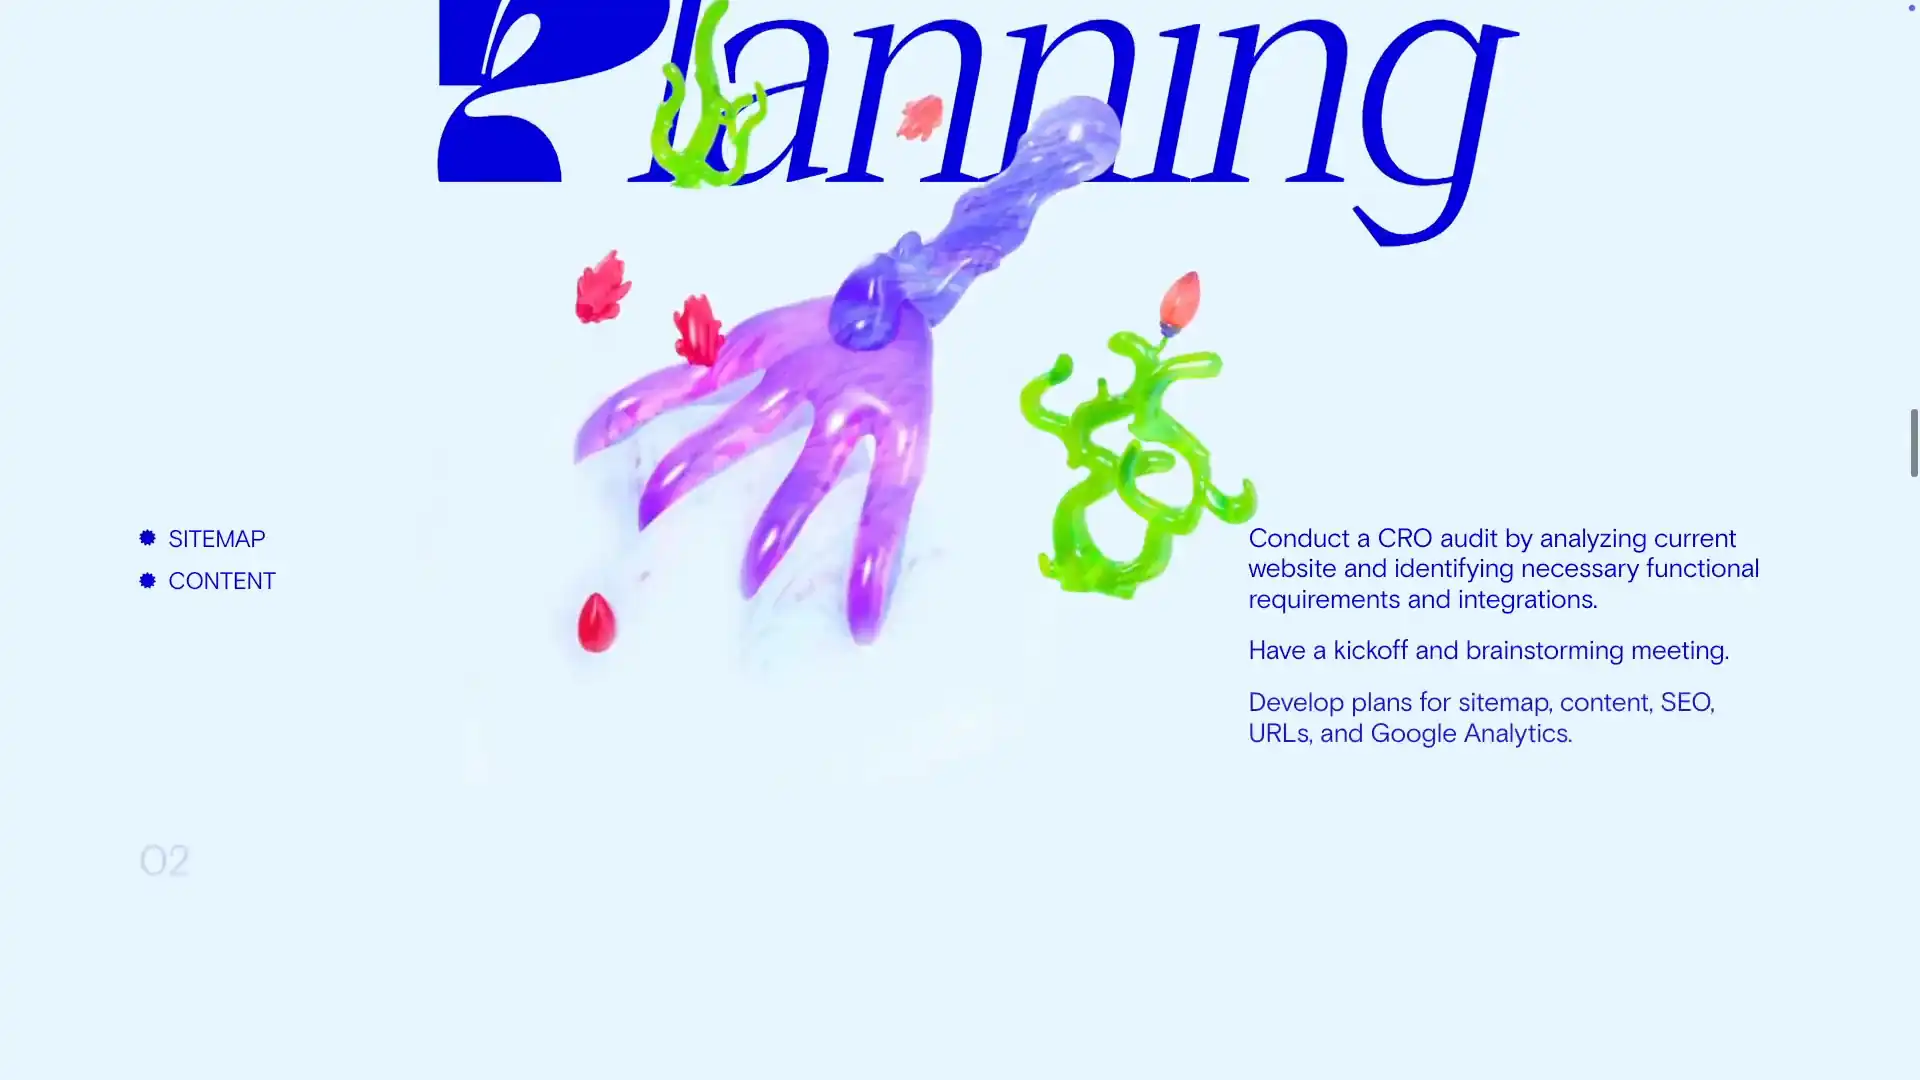 Planning
SITEMAP
CONTENT
Conduct a CRO audit by analyzing current
website and identifying necessary functional
requirements and integrations.
Have a kickoff and brainstorming meeting.
Develop plans for sitemap, content, SEO,
URLs, and Google Analytics.
02